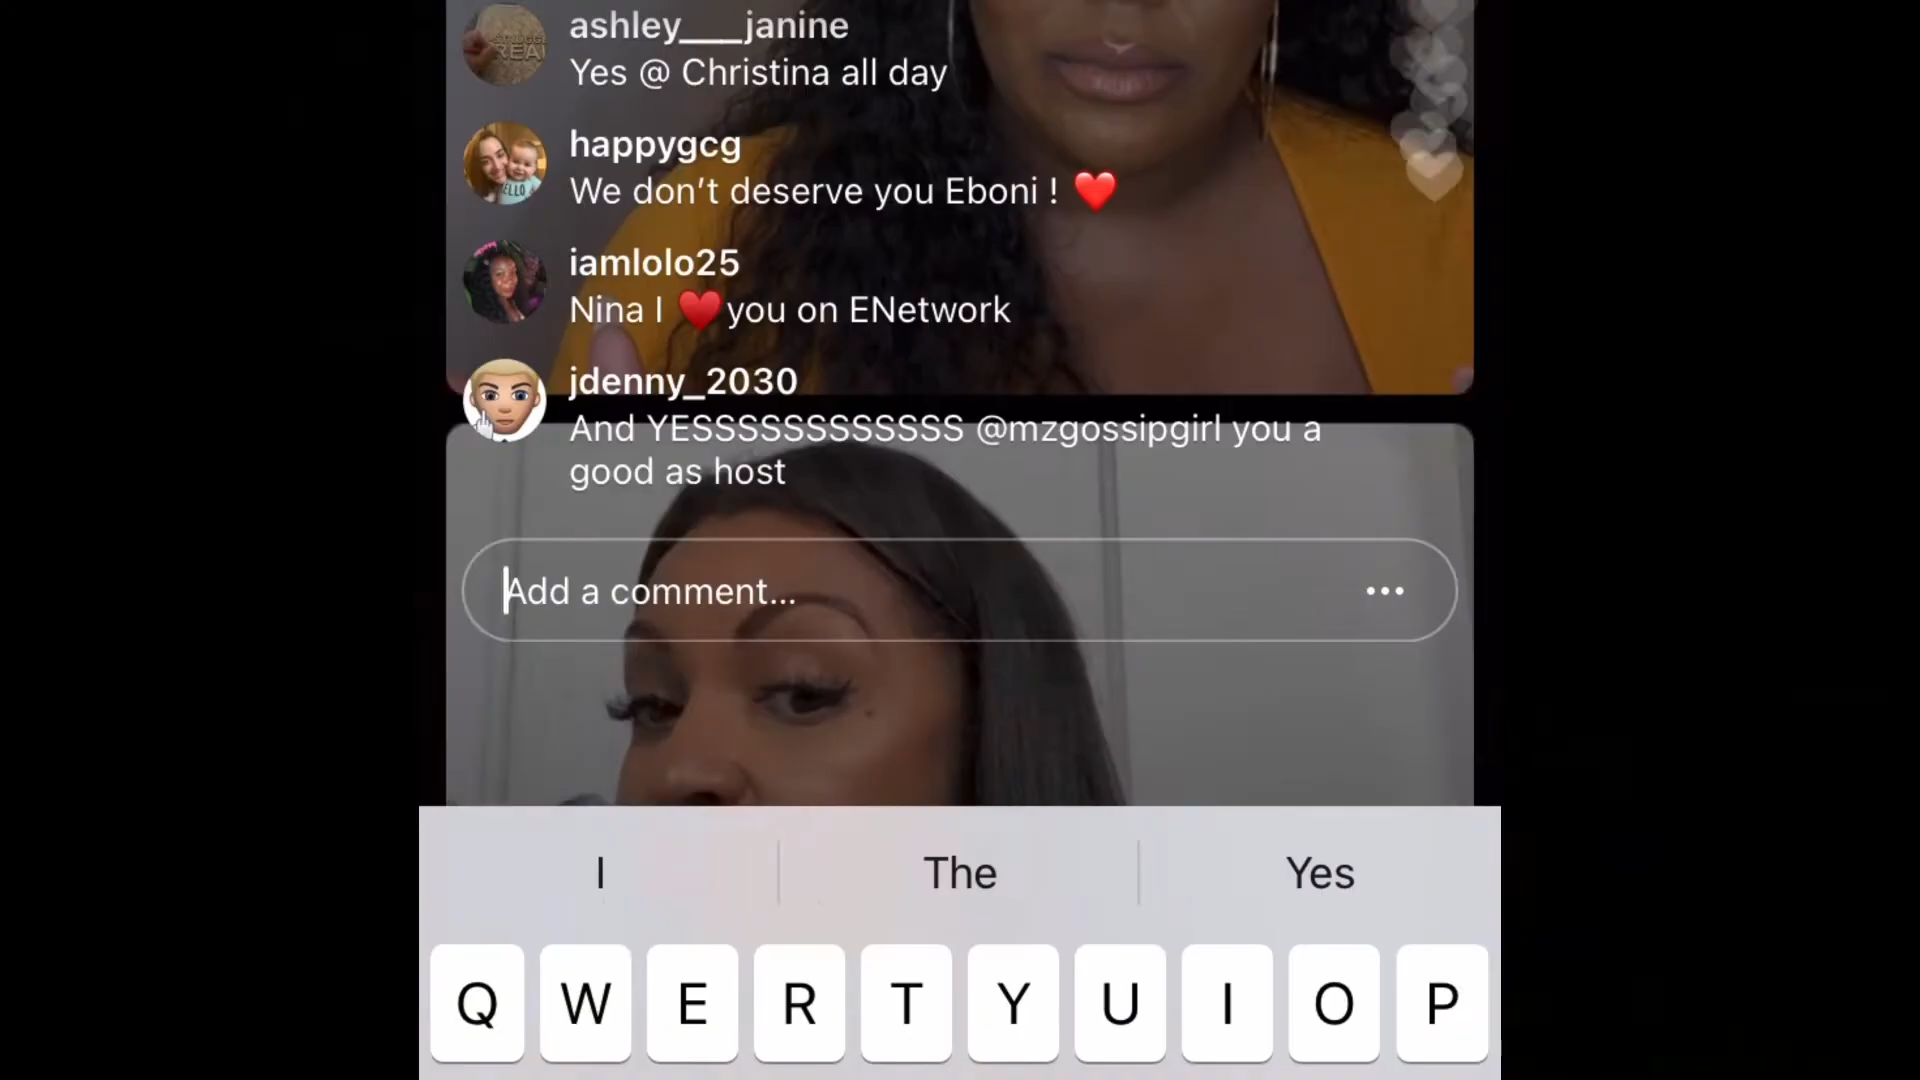 ashley___janine
Yes @ Christina all day
happygcg
We don’t deserve you Eboni ! ❤️
iamlolo25
Nina I ♥️you on ENetwork
jdenny_2030
And YESSSSSSSSSSSS @mzgossipgirl you a
good as host
Add a comment...
I The Yes
Q W E R T Y U I O P